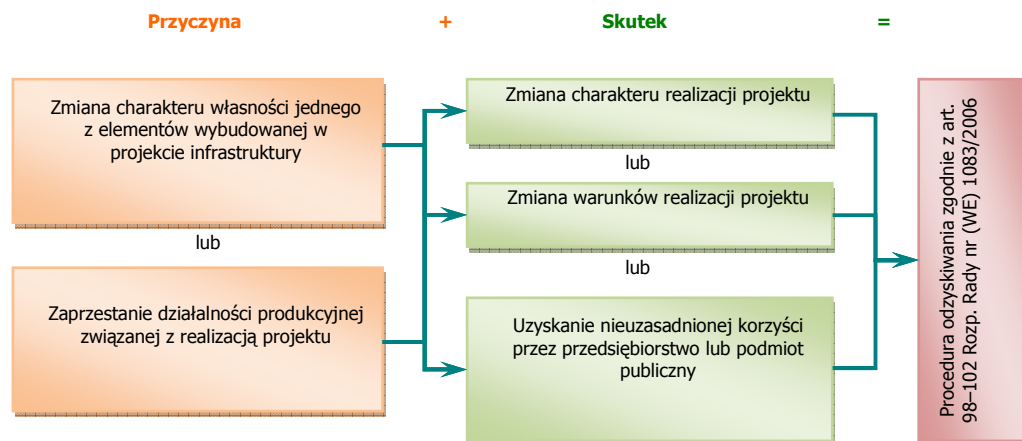 Przyczyna + Skutek =
Zmiana charakteru własności jednego
z elementów wybudowanej w
projekcie infrastruktury
lub
Zaprzestanie działalności produkcyjnej
związanej z realizacją projektu
Zmiana charakteru realizacji projektu
lub
Zmiana warunków realizacji projektu
lub
Uzyskanie nieuzasadnionej korzyści
przez przedsiębiorstwo lub podmiot
publiczny
Procedura odzyskiwania zgodnie z art.
98–102 Rozp. Rady nr (WE) 1083/2006